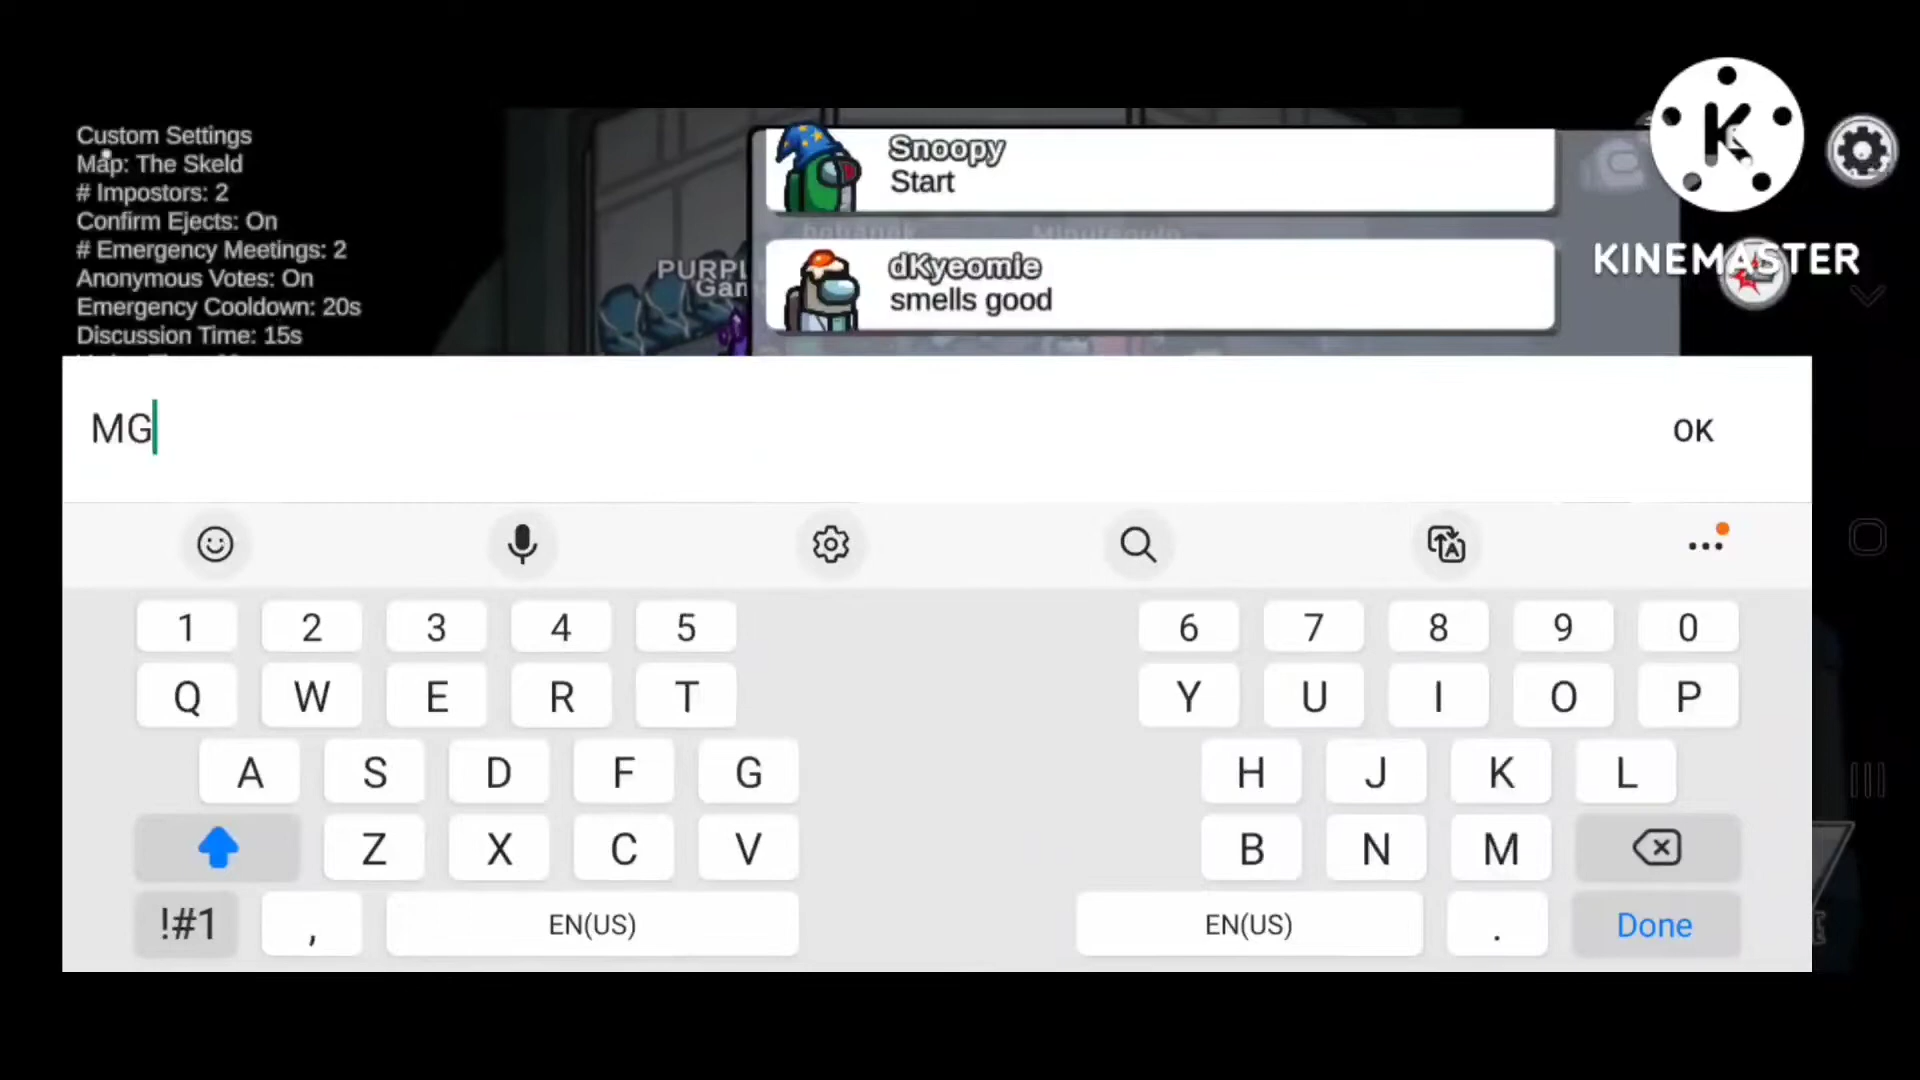 Custom Settings
Map: The Skeld
# Impostors: 2
Confirm Ejects: On
# Emergency Meetings: 2
Anonymous Votes: On
Emergency Cooldown: 20s
Discussion Time: 15s
Snoopy
Start
dKyeomie
smells good
KINEMASTER
MG
OK
1 2 3 4 5 6 7 8 9 0
Q W E R T Y U I O P
A S D F G H J K L
Z X C V B N M
!#1 , EN(US) EN(US) . Done